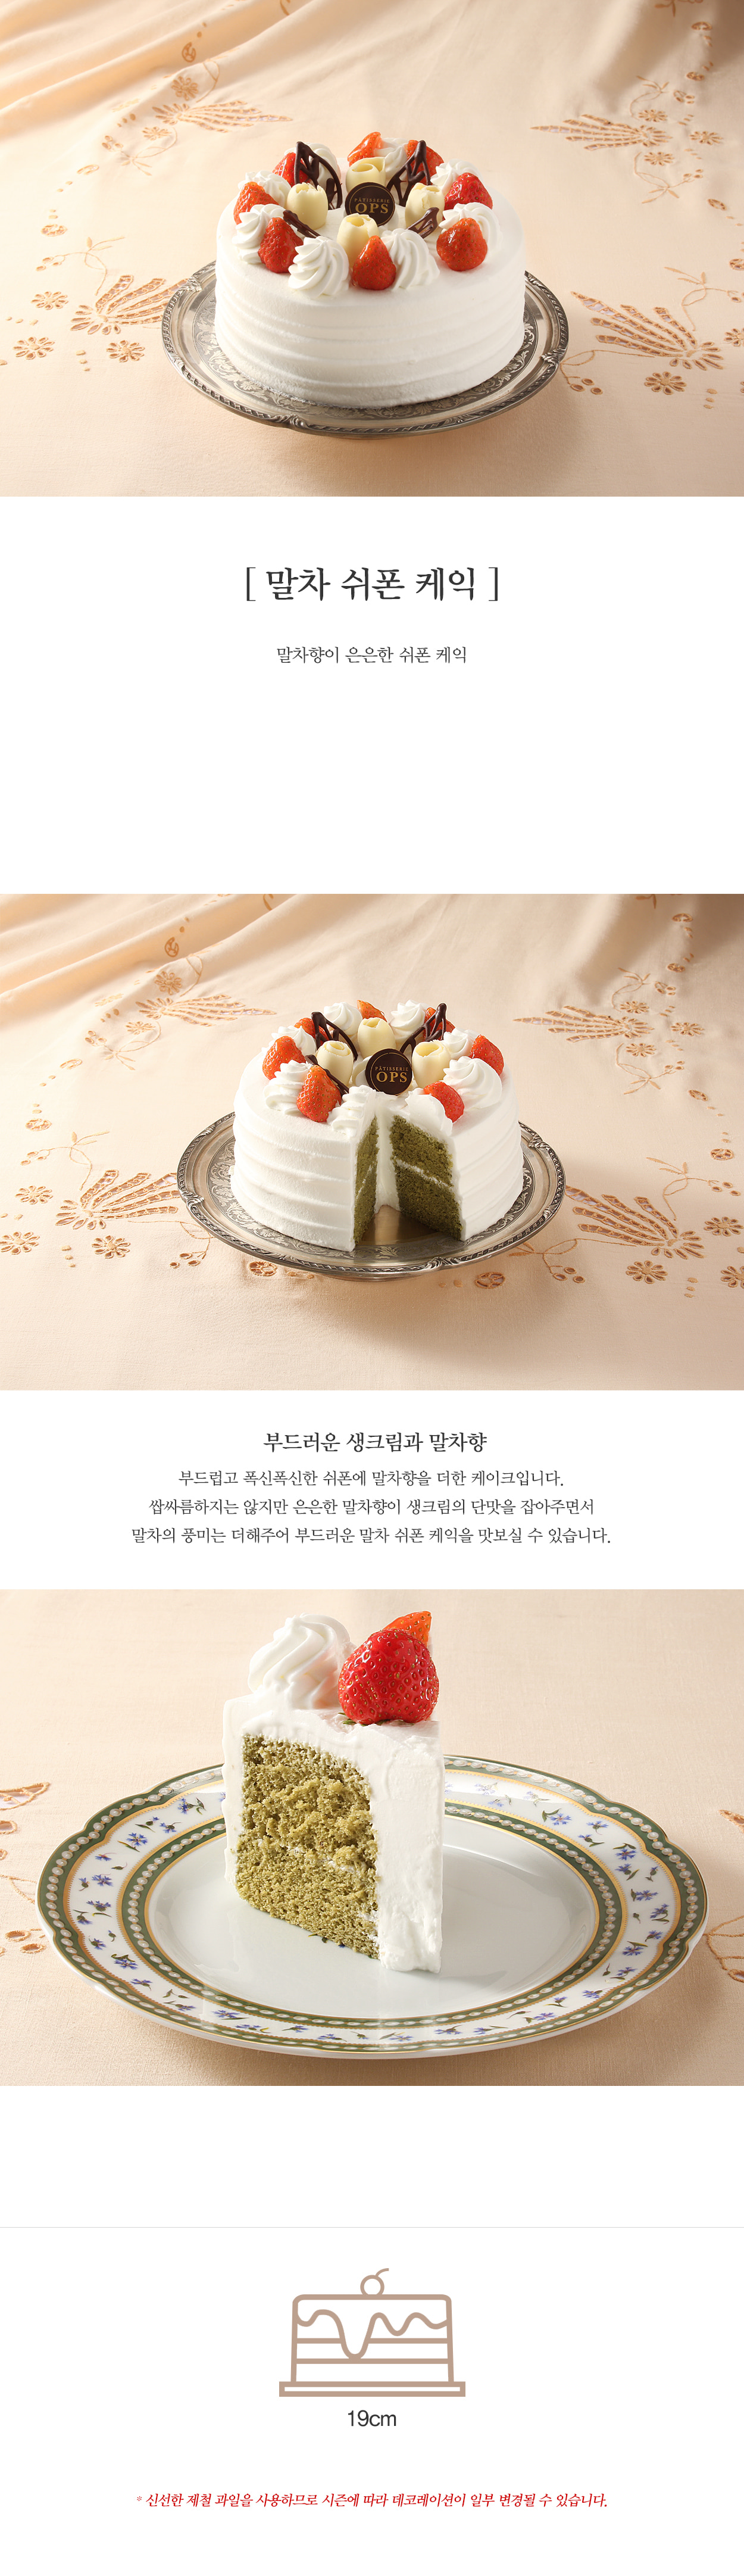 PÂTISSERIE
OPS
[ 말차 쉬폰 케익 ]
말차향이 은은한 쉬폰 케익
PÂTISSERIE
OPS
부드러운 생크림과 말차향
부드럽고 폭신폭신한 쉬폰에 말차향을 더한 케이크입니다.
쌉싸름하지는 않지만 은은한 말차향이 생크림의 단맛을 잡아주면서
말차의 풍미는 더해주어 부드러운 말차 쉬폰 케익을 맛보실 수 있습니다.
19cm
* 신선한 제철 과일을 사용하므로 시즌에 따라 데코레이션이 일부 변경될 수 있습니다.